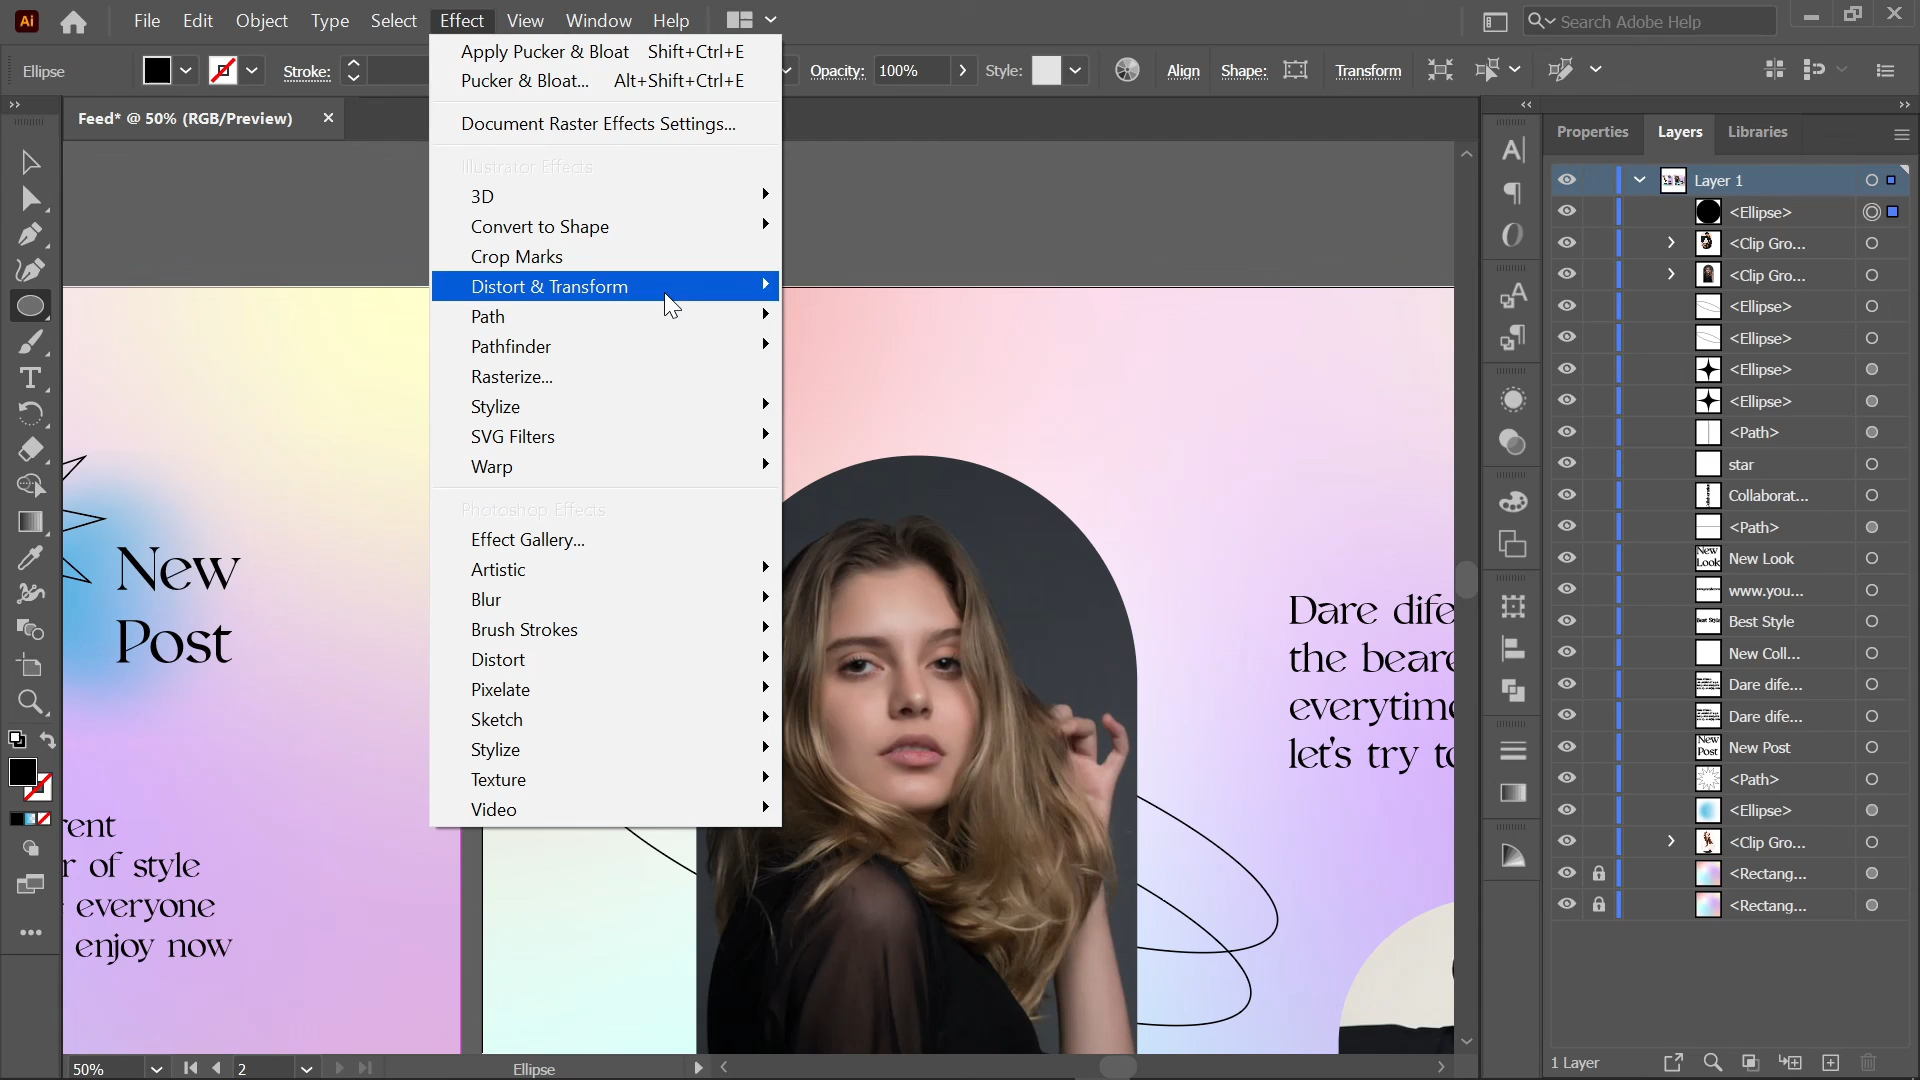 Ai
File
Edit
Object
Type
Select
Effect
View
Window
Help
Search Adobe Help
Ellipse
Stroke:
Opacity:
100%
Style:
Align
Shape:
Transform
Feed* @ 50% (RGB/Preview)
Apply Pucker & Bloat Shift+Ctrl+E
Pucker & Bloat... Alt+Shift+Ctrl+E
Document Raster Effects Settings...
Illustrator Effects
3D
Convert to Shape
Crop Marks
Distort & Transform
Path
Pathfinder
Rasterize...
Stylize
SVG Filters
Warp
Photoshop Effects
Effect Gallery...
Artistic
Blur
Brush Strokes
Distort
Pixelate
Sketch
Stylize
Texture
Video
New
Post
rent
r of style
everyone
enjoy now
Dare dife
the beare
everytime
let's try to
Properties
Layers
Libraries
Layer 1
<Ellipse>
<Clip Gro...
<Clip Gro...
<Ellipse>
<Ellipse>
<Ellipse>
<Ellipse>
<Path>
star
Collaborat...
<Path>
New Look
www.you...
Best Style
New Coll...
Dare dife...
Dare dife...
New Post
<Path>
<Ellipse>
<Clip Gro...
<Rectang...
<Rectang...
1 Layer
50%
2
Ellipse